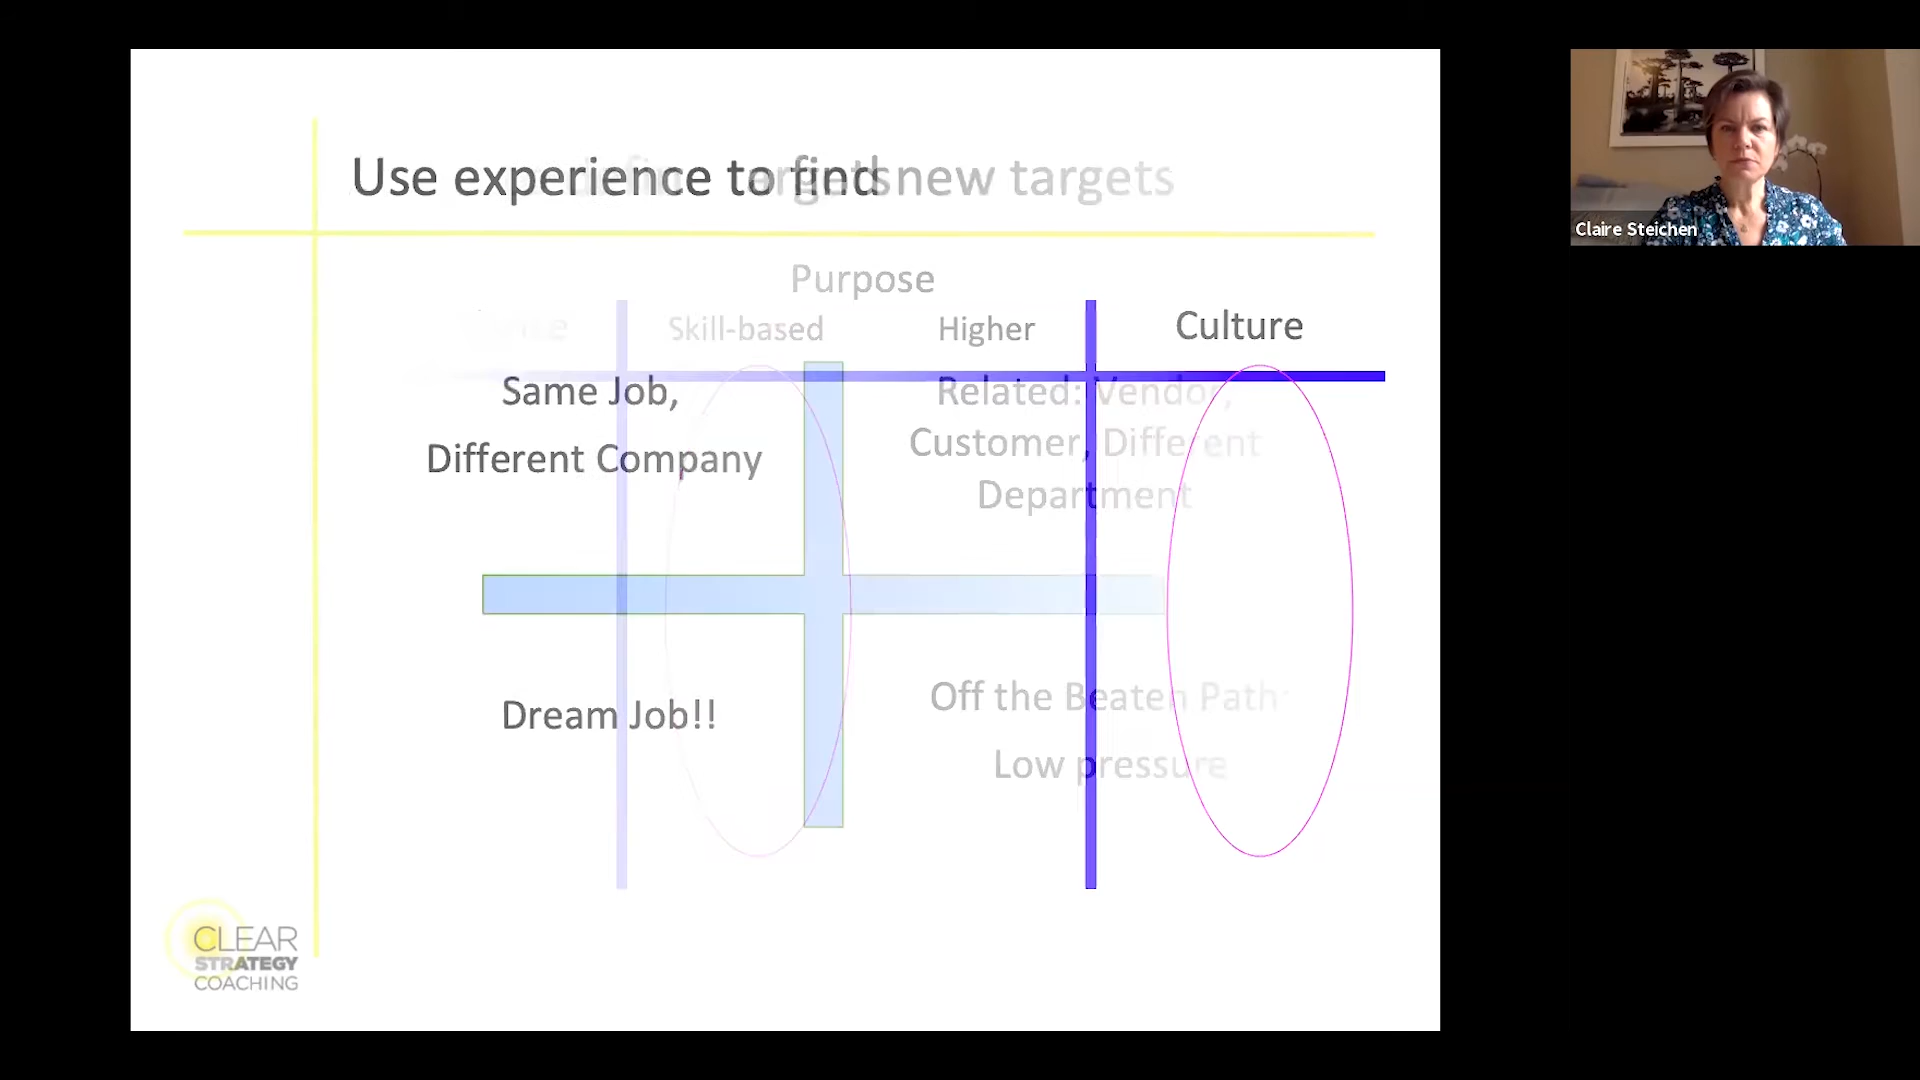 Use experience to find new targets
Purpose
Skill-based
Higher
Culture
Same Job,
Different Company
Related: Vendor,
Customer, Different
Department
Dream Job!!
Off the Beaten Path:
Low pressure
CLEAR
STRATEGY
COACHING
Claire Steichen